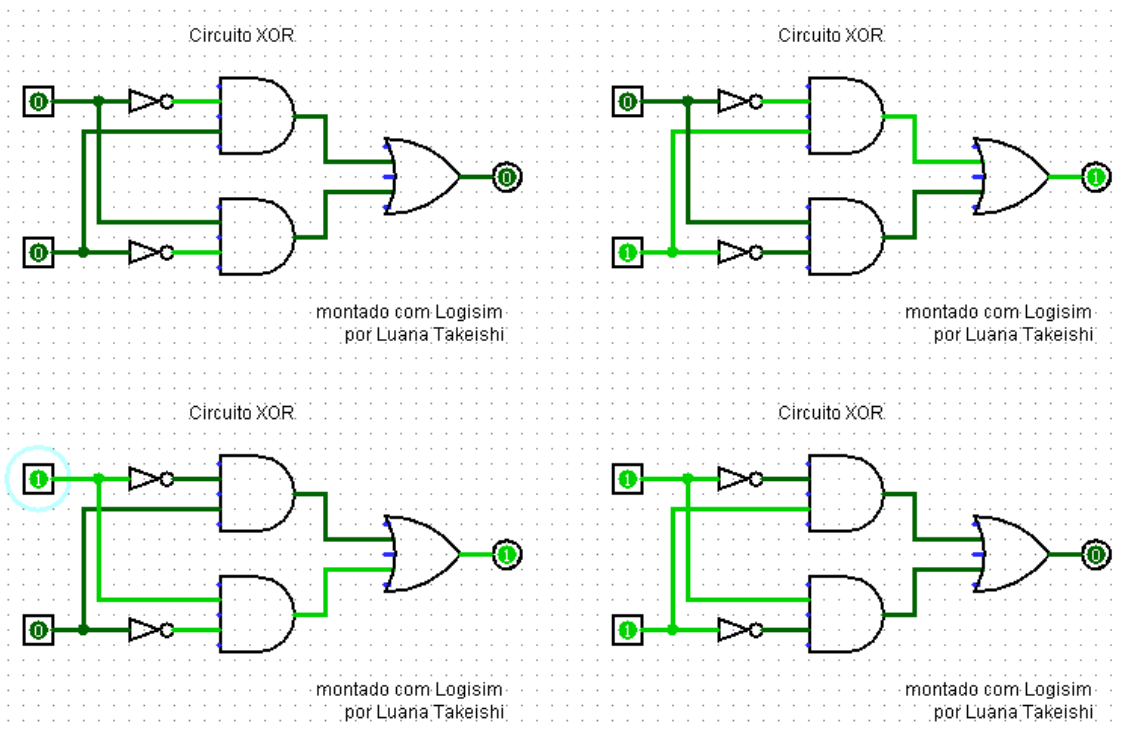 Circuito XOR
0
0
0
montado com Logisim
por Luana Takeishi
Circuito XOR
0
1
1
montado com Logisim
por Luana Takeishi
Circuito XOR
1
1
0
montado com Logisim
por Luana Takeishi
Circuito XOR
1
0
1
montado com Logisim
por Luana Takeishi